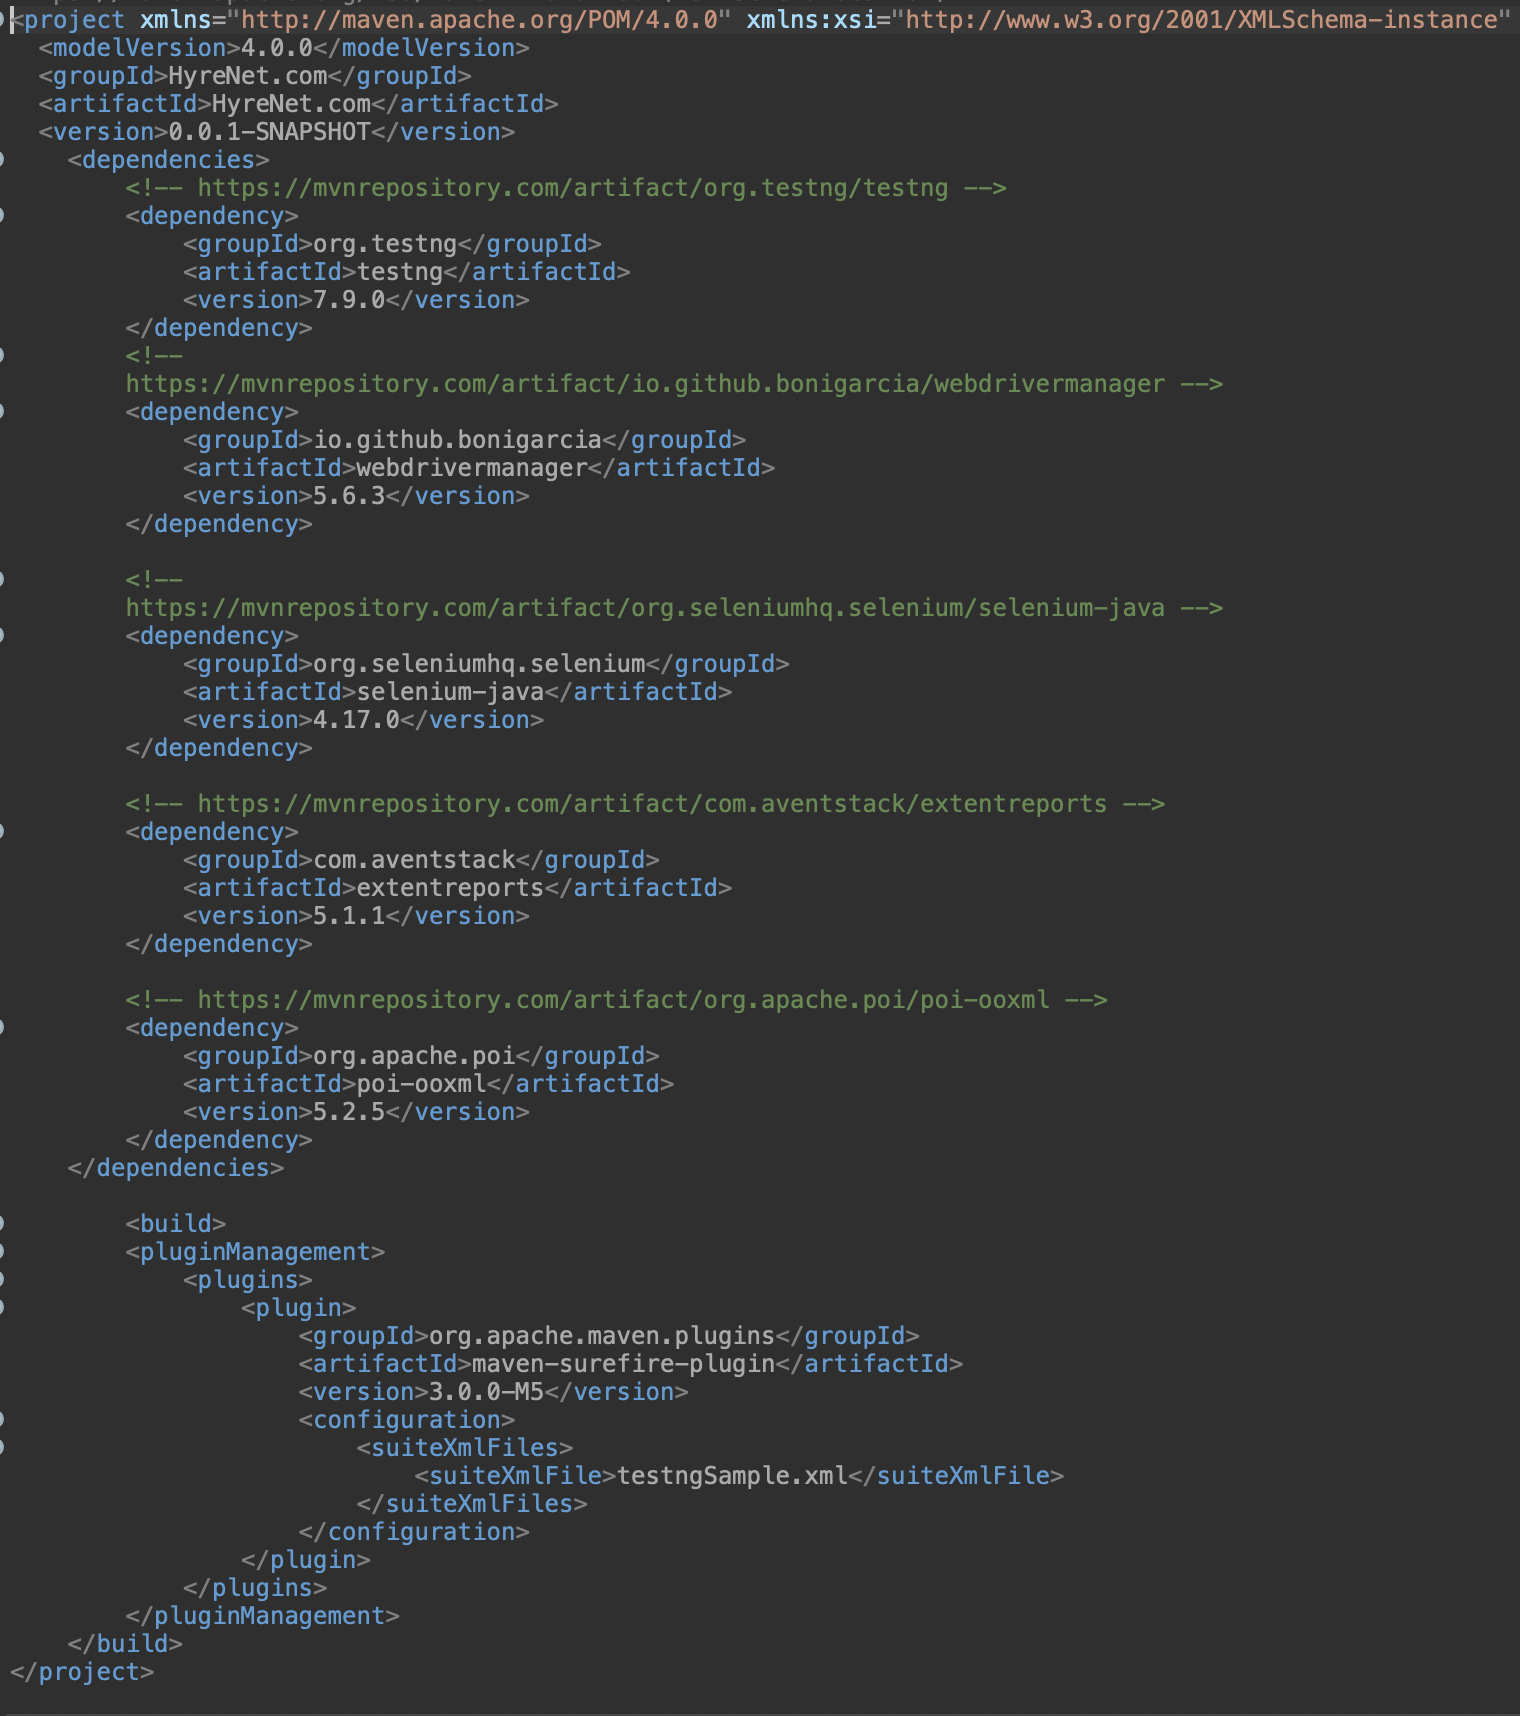 <project xmlns="http://maven.apache.org/POM/4.0.0" xmlns:xsi="http://www.w3.org/2001/XMLSchema-instance"
<modelVersion>4.0.0</modelVersion>
<groupId>HyreNet.com</groupId>
<artifactId>HyreNet.com</artifactId>
<version>0.0.1-SNAPSHOT</version>
<dependencies>
<!-- https://mvnrepository.com/artifact/org.testng/testng -->
<dependency>
<groupId>org.testng</groupId>
<artifactId>testng</artifactId>
<version>7.9.0</version>
</dependency>
<!--
https://mvnrepository.com/artifact/io.github.bonigarcia/webdrivermanager -->
<dependency>
<groupId>io.github.bonigarcia</groupId>
<artifactId>webdrivermanager</artifactId>
<version>5.6.3</version>
</dependency>
<!--
https://mvnrepository.com/artifact/org.seleniumhq.selenium/selenium-java -->
<dependency>
<groupId>org.seleniumhq.selenium</groupId>
<artifactId>selenium-java</artifactId>
<version>4.17.0</version>
</dependency>
<!-- https://mvnrepository.com/artifact/com.aventstack/extentreports -->
<dependency>
<groupId>com.aventstack</groupId>
<artifactId>extentreports</artifactId>
<version>5.1.1</version>
</dependency>
<!-- https://mvnrepository.com/artifact/org.apache.poi/poi-ooxml -->
<dependency>
<groupId>org.apache.poi</groupId>
<artifactId>poi-ooxml</artifactId>
<version>5.2.5</version>
</dependency>
</dependencies>
<build>
<pluginManagement>
<plugins>
<plugin>
<groupId>org.apache.maven.plugins</groupId>
<artifactId>maven-surefire-plugin</artifactId>
<version>3.0.0-M5</version>
<configuration>
<suiteXmlFiles>
<suiteXmlFile>testngSample.xml</suiteXmlFile>
</suiteXmlFiles>
</configuration>
</plugin>
</plugins>
</pluginManagement>
</build>
</project>